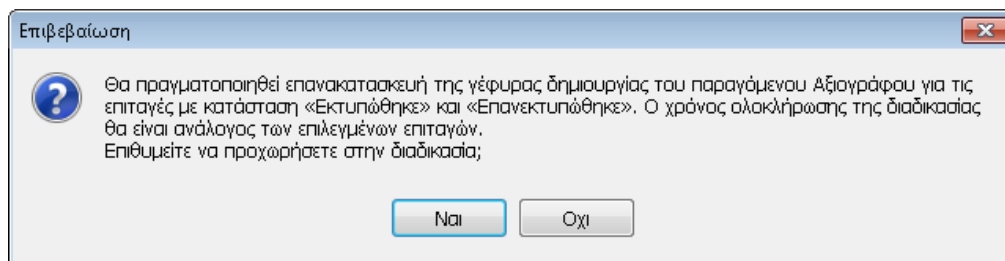 Επιβεβαίωση
Θα πραγματοποιηθεί επανακατασκευή της γέφυρας δημιουργίας του παραγόμενου Αξιογράφου για τις
επιταγές με κατάσταση «Εκτυπώθηκε» και «Επανεκτυπώθηκε». Ο χρόνος ολοκλήρωσης της διαδικασίας
θα είναι ανάλογος των επιλεγμένων επιταγών.
Επιθυμείτε να προχωρήσετε στην διαδικασία;
Ναι
Οχι